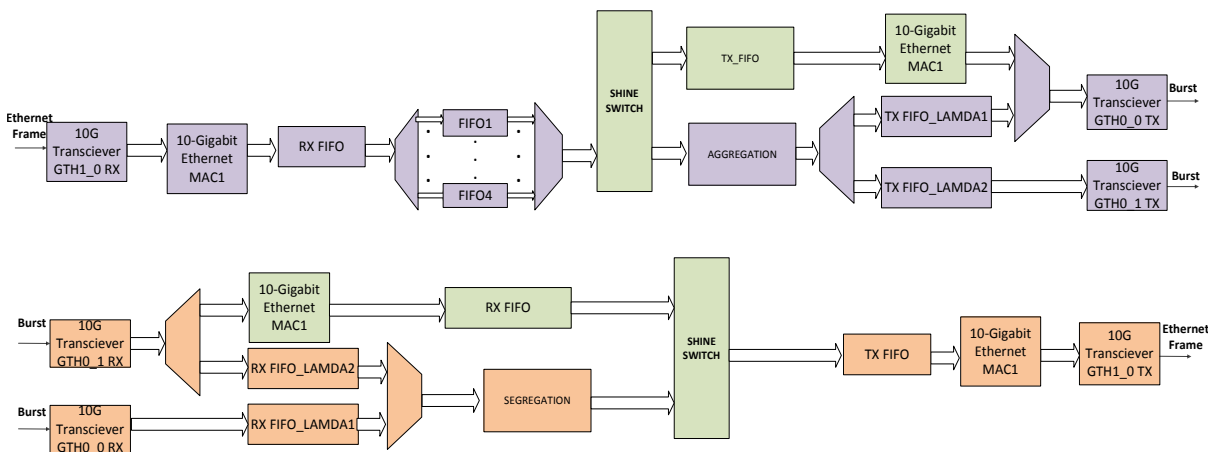 Ethernet
Frame
10G
Transciever
GTH1_0 RX
10-Gigabit
Ethernet
MAC1
RX FIFO
FIFO1
FIFO4
SHINE
SWITCH
TX_FIFO
10-Gigabit
Ethernet
MAC1
AGGREGATION
TX FIFO_LAMDA1
TX FIFO_LAMDA2
10G
Transciever
GTH0_0 TX
Burst
10G
Transciever
GTH0_1 TX
Burst
Burst
10G
Transciever
GTH0_1 RX
Burst
10G
Transciever
GTH0_0 RX
10-Gigabit
Ethernet
MAC1
RX FIFO
RX FIFO_LAMDA2
RX FIFO_LAMDA1
SEGREGATION
SHINE
SWITCH
TX FIFO
10-Gigabit
Ethernet
MAC1
10G
Transciever
GTH1_0 TX
Ethernet
Frame